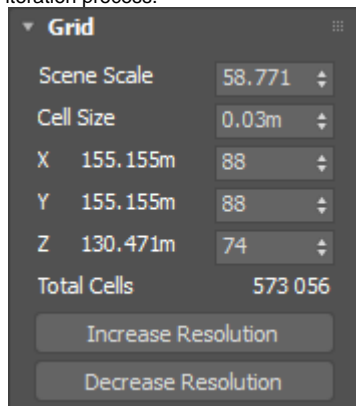 iteration process.
Grid
Scene Scale 58.771
Cell Size 0.03m
X 155.155m 88
Y 155.155m 88
Z 130.471m 74
Total Cells 573 056
Increase Resolution
Decrease Resolution